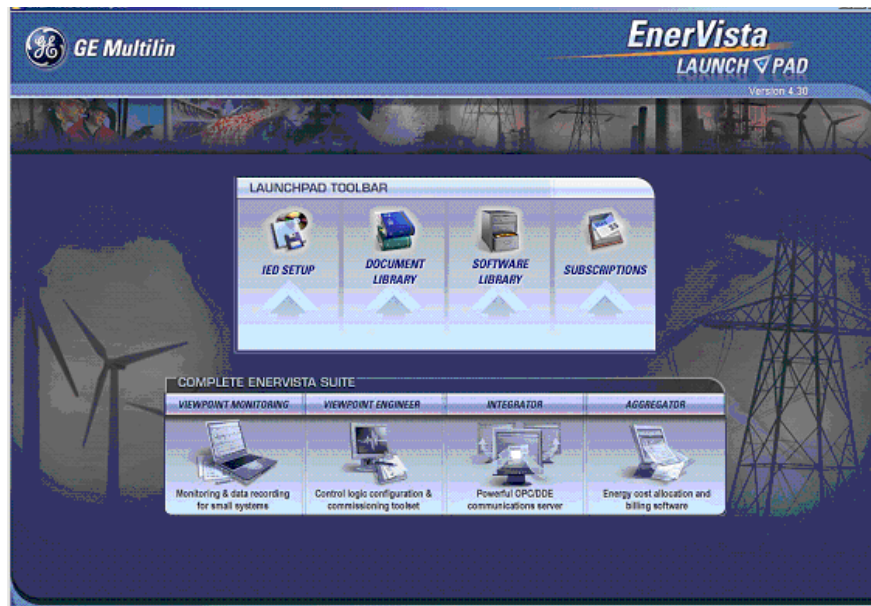 GE Multilin
EnerVista
LAUNCH PAD
Version 4.30
LAUNCHPAD TOOLBAR
IED SETUP
DOCUMENT
LIBRARY
SOFTWARE
LIBRARY
SUBSCRIPTIONS
COMPLETE ENERVISTA SUITE
VIEWPOINT MONITORING
VIEWPOINT ENGINEER
INTEGRATOR
AGGREGATOR
Monitoring & data recording
for small systems
Control logic configuration &
commissioning toolset
Powerful OPC/DDE
communications server
Energy cost allocation and
billing software